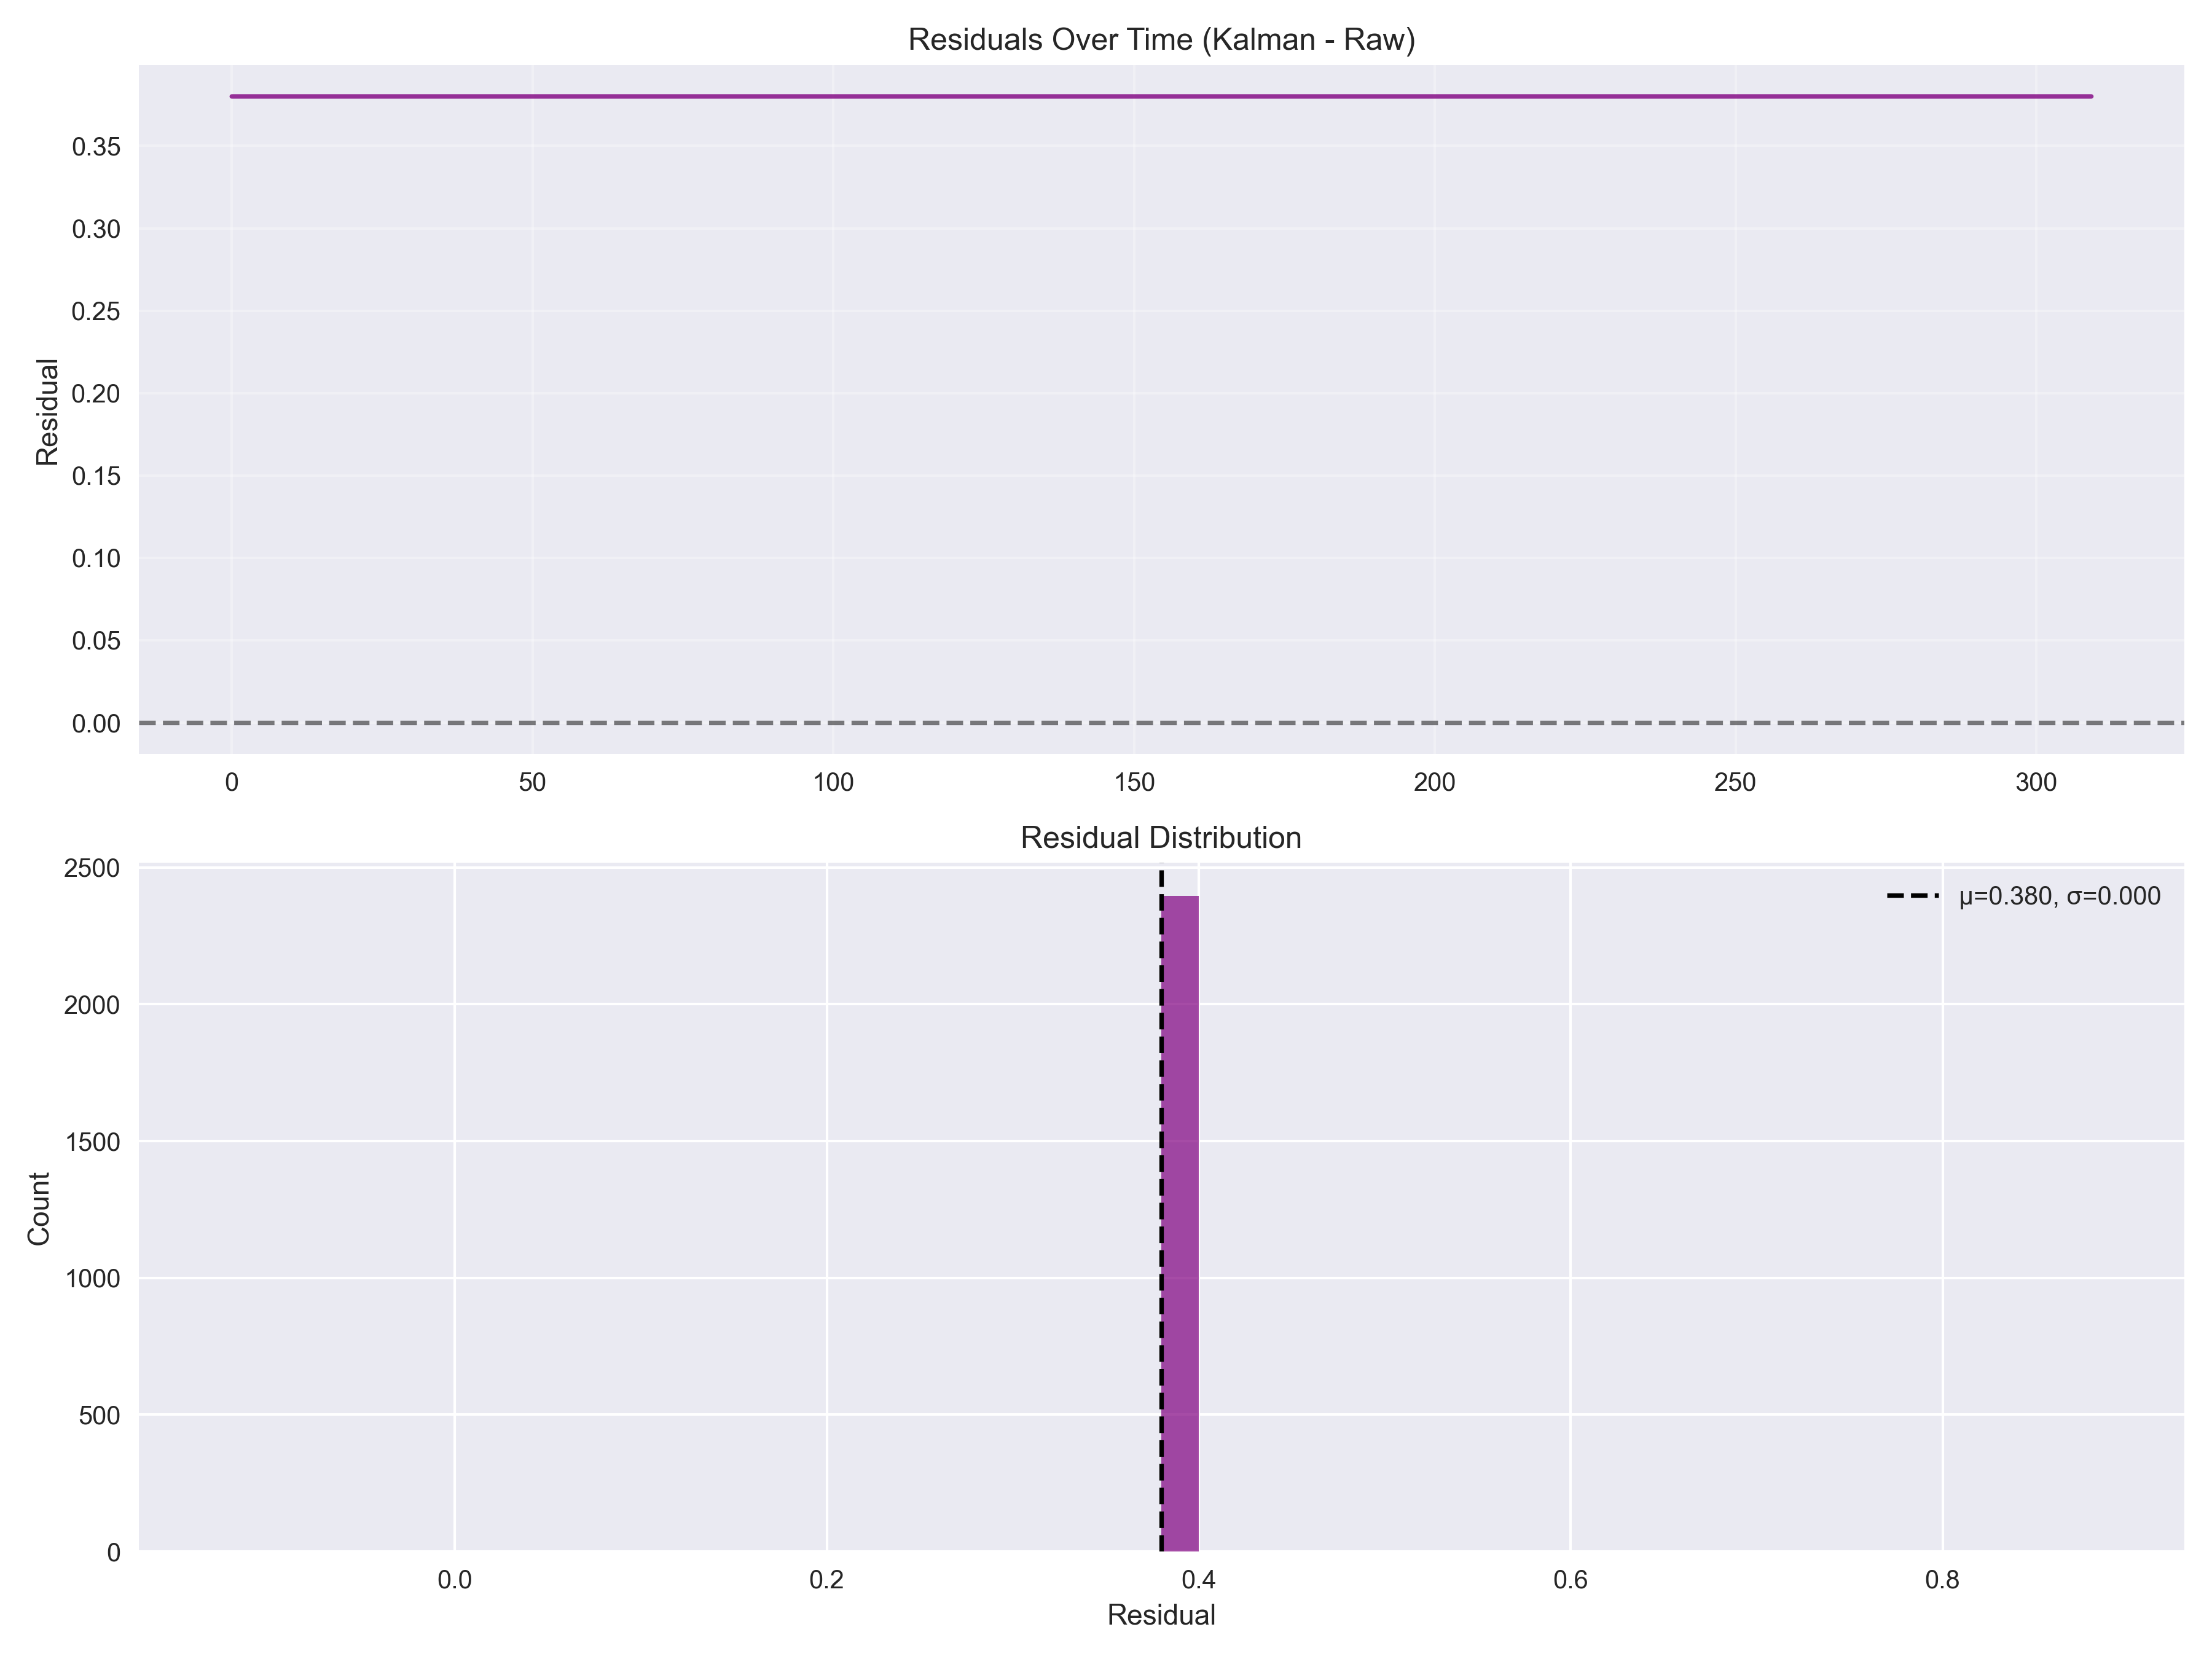 Residuals Over Time (Kalman - Raw)
Residual
0.35
0.30
0.25
0.20
0.15
0.10
0.05
0.00
0 50 100 150 200 250 300
Residual Distribution
Count
2500
2000
1500
1000
500
0
μ=0.380, σ=0.000
0.0 0.2 0.4 0.6 0.8
Residual